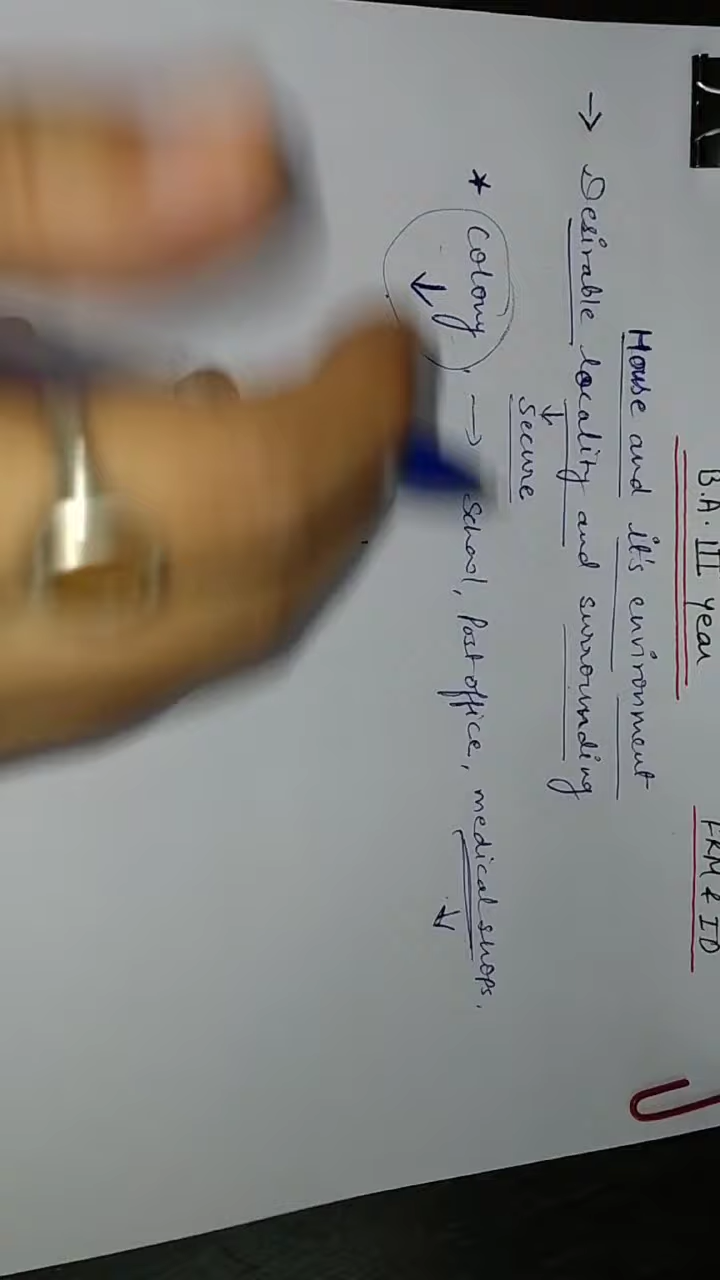 B.A. III year FRM & ID
House and it's environment
→ Desirable locality and surrounding
↓
secure
* Colony → School, Post office, medical shops,
↓ ↓